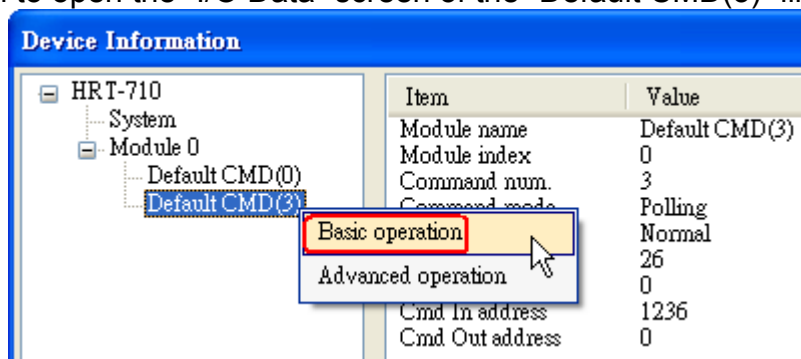 to open the "I/O Data" screen of the "Default CMD(3)"
Device Information
HRT-710
System
Module 0
Default CMD(0)
Default CMD(3)
Basic operation
Advanced operation
Item Value
Module name Default CMD(3)
Module index 0
Command num. 3
Command mode Polling
Normal
26
0
Cmd In address 1236
Cmd Out address 0